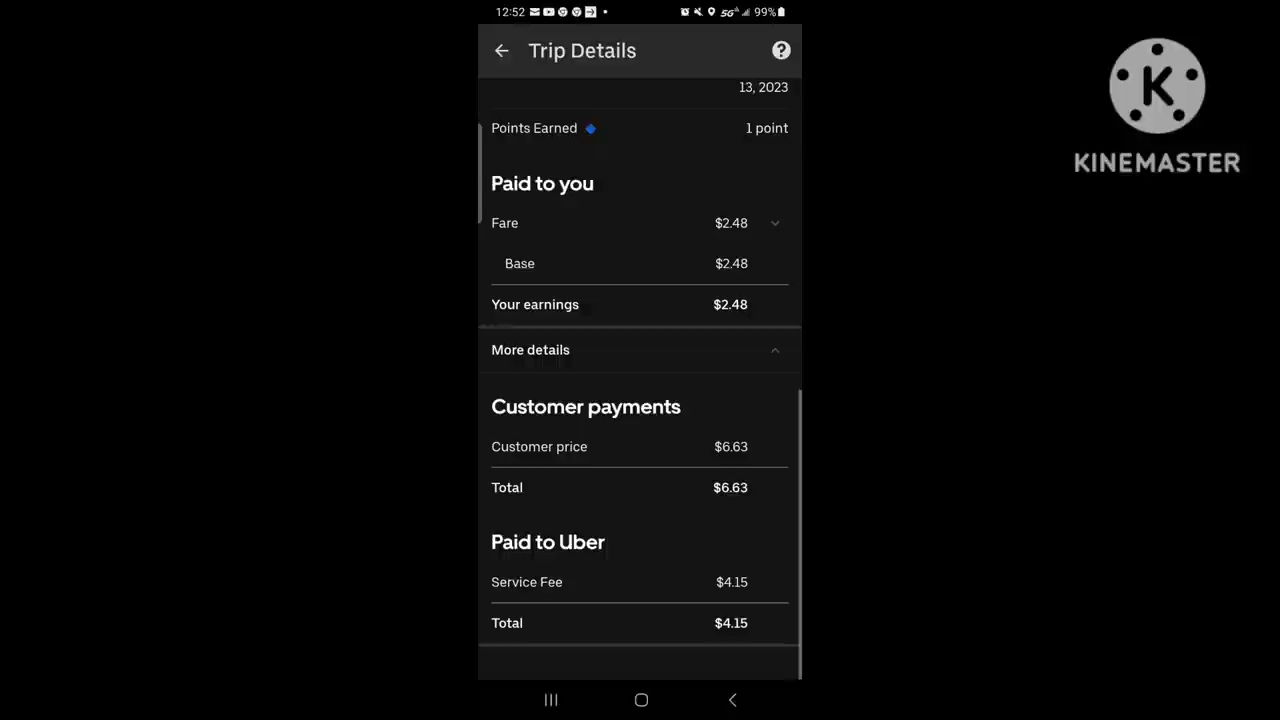 12:52 5G 99%
Trip Details
13, 2023
Points Earned 1 point
Paid to you
Fare $2.48
Base $2.48
Your earnings $2.48
More details
Customer payments
Customer price $6.63
Total $6.63
Paid to Uber
Service Fee $4.15
Total $4.15
K
KINEMASTER